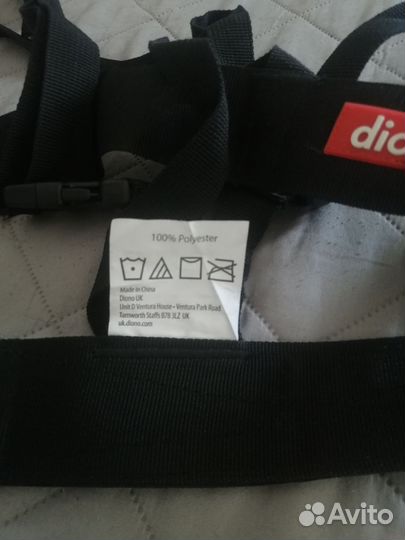 dio
100% Polyester
Made in China
Diono UK
Unit D Ventura House - Ventura Park Road
Tamworth Staffs B78 3LZ UK
uk.diono.com
Avito